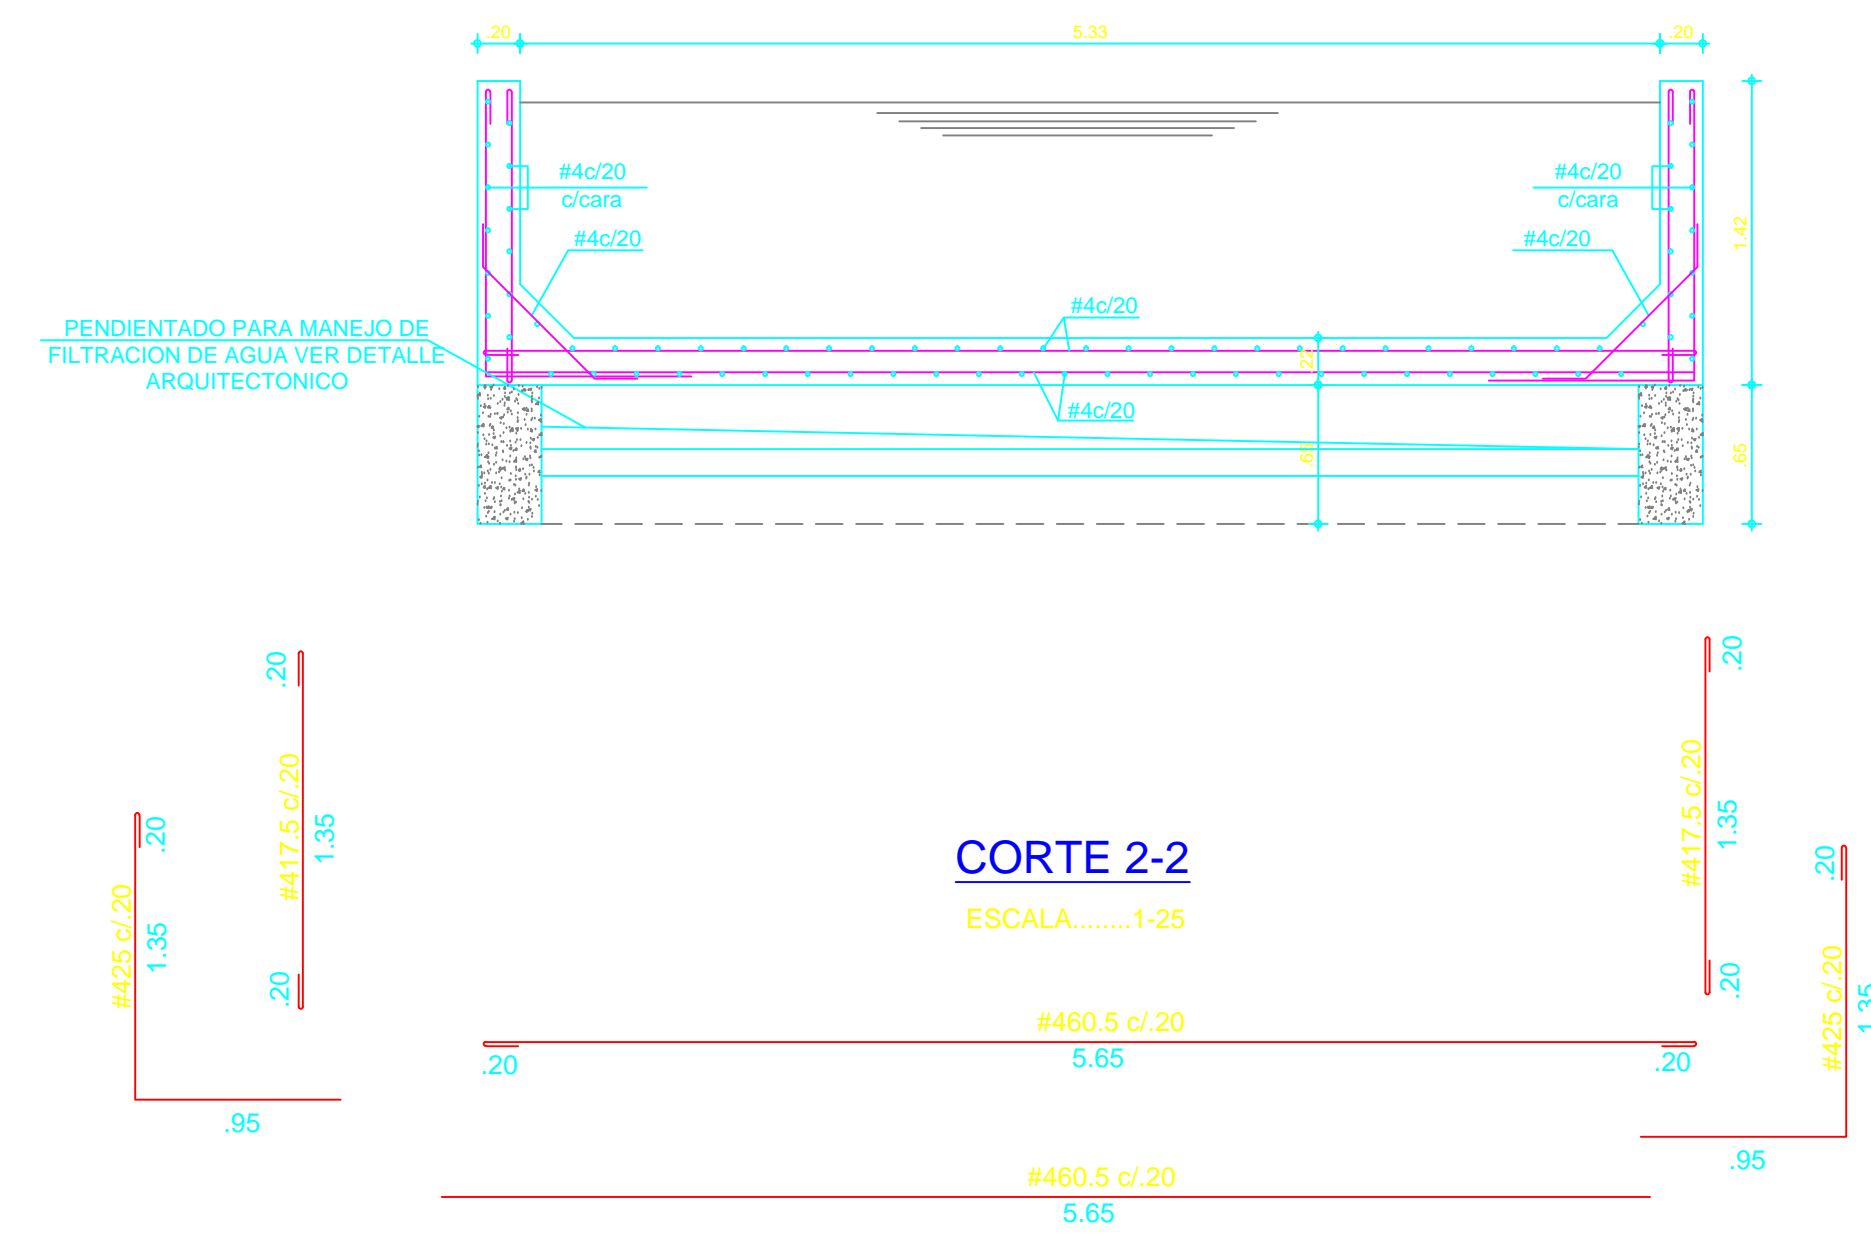 .20
5.33
.20
#4c/20
c/cara
#4c/20
c/cara
#4c/20
#4c/20
1.42
#4c/20
PENDIENTADO PARA MANEJO DE
FILTRACION DE AGUA VER DETALLE
ARQUITECTONICO
.22
#4c/20
.65
.65
.20
#417.5 c/.20
1.35
.20
.20
#425 c/.20
1.35
.95
CORTE 2-2
ESCALA........1-25
.20
#417.5 c/.20
1.35
.20
.20
#425 c/.20
1.35
.95
#460.5 c/.20
.20
5.65
.20
#460.5 c/.20
5.65